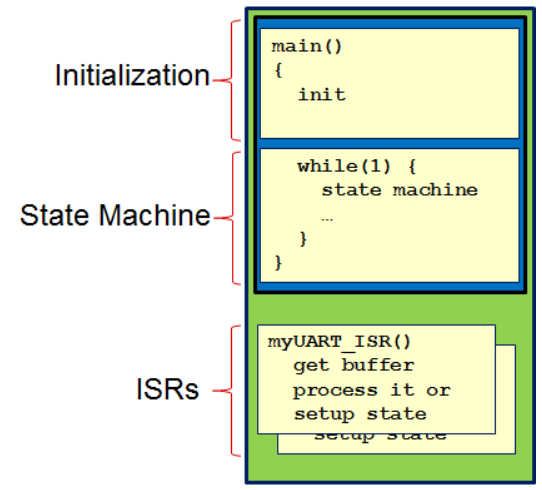 Initialization
main()
{
init
State Machine
while(1) {
state machine
…
}
}
ISRs
myUART_ISR()
get buffer
process it or
setup state
setup state